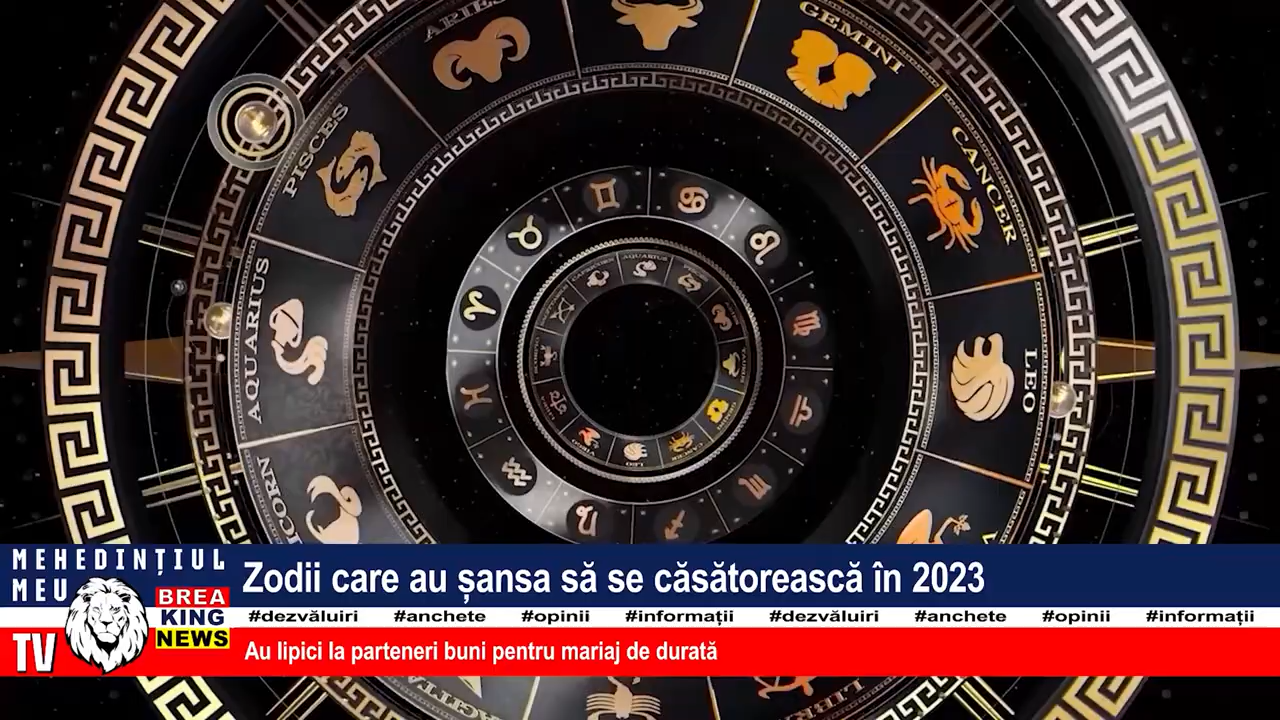 ARIES
GEMINI
PISCES
CANCER
AQUARIUS
LEO
MEHEDINȚIUL
MEU
TV
BREA
KING
NEWS
Zodii care au șansa să se căsătorească în 2023
#dezvăluiri #anchete #opinii #informații #dezvăluiri #anchete #opinii #informații
Au lipici la parteneri buni pentru mariaj de durată